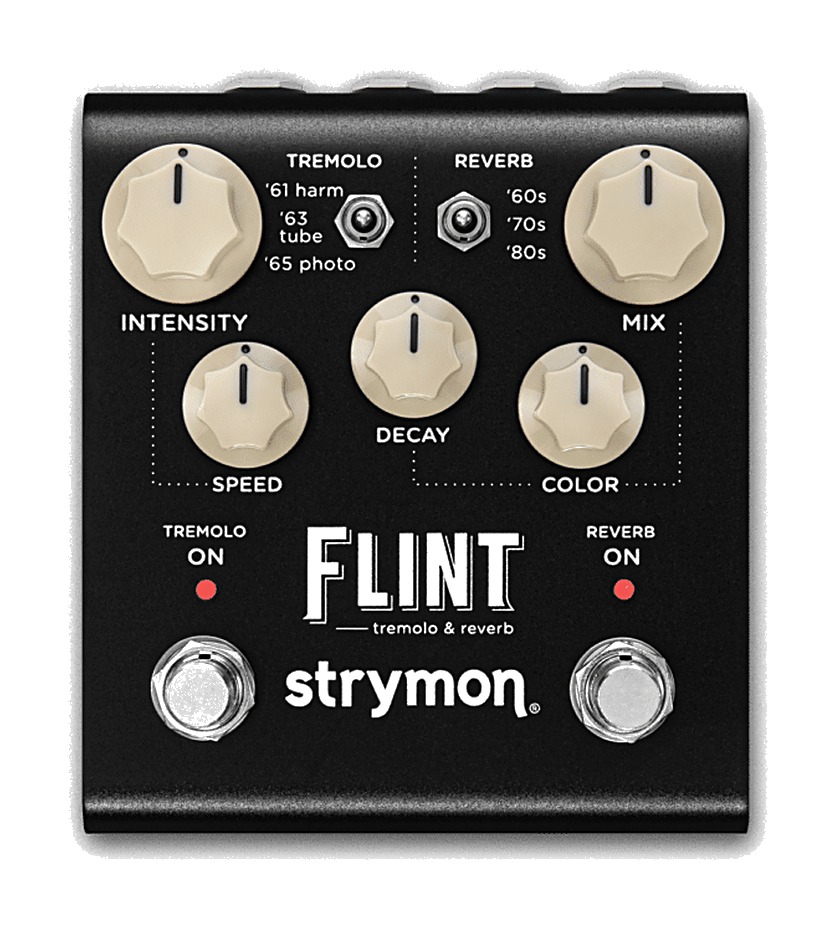 TREMOLO
REVERB
‘61 harm
‘63
tube
‘65 photo
‘60s
‘70s
‘80s
INTENSITY
MIX
DECAY
SPEED
COLOR
TREMOLO
ON
REVERB
ON
FLINT
tremolo & reverb
strymon®